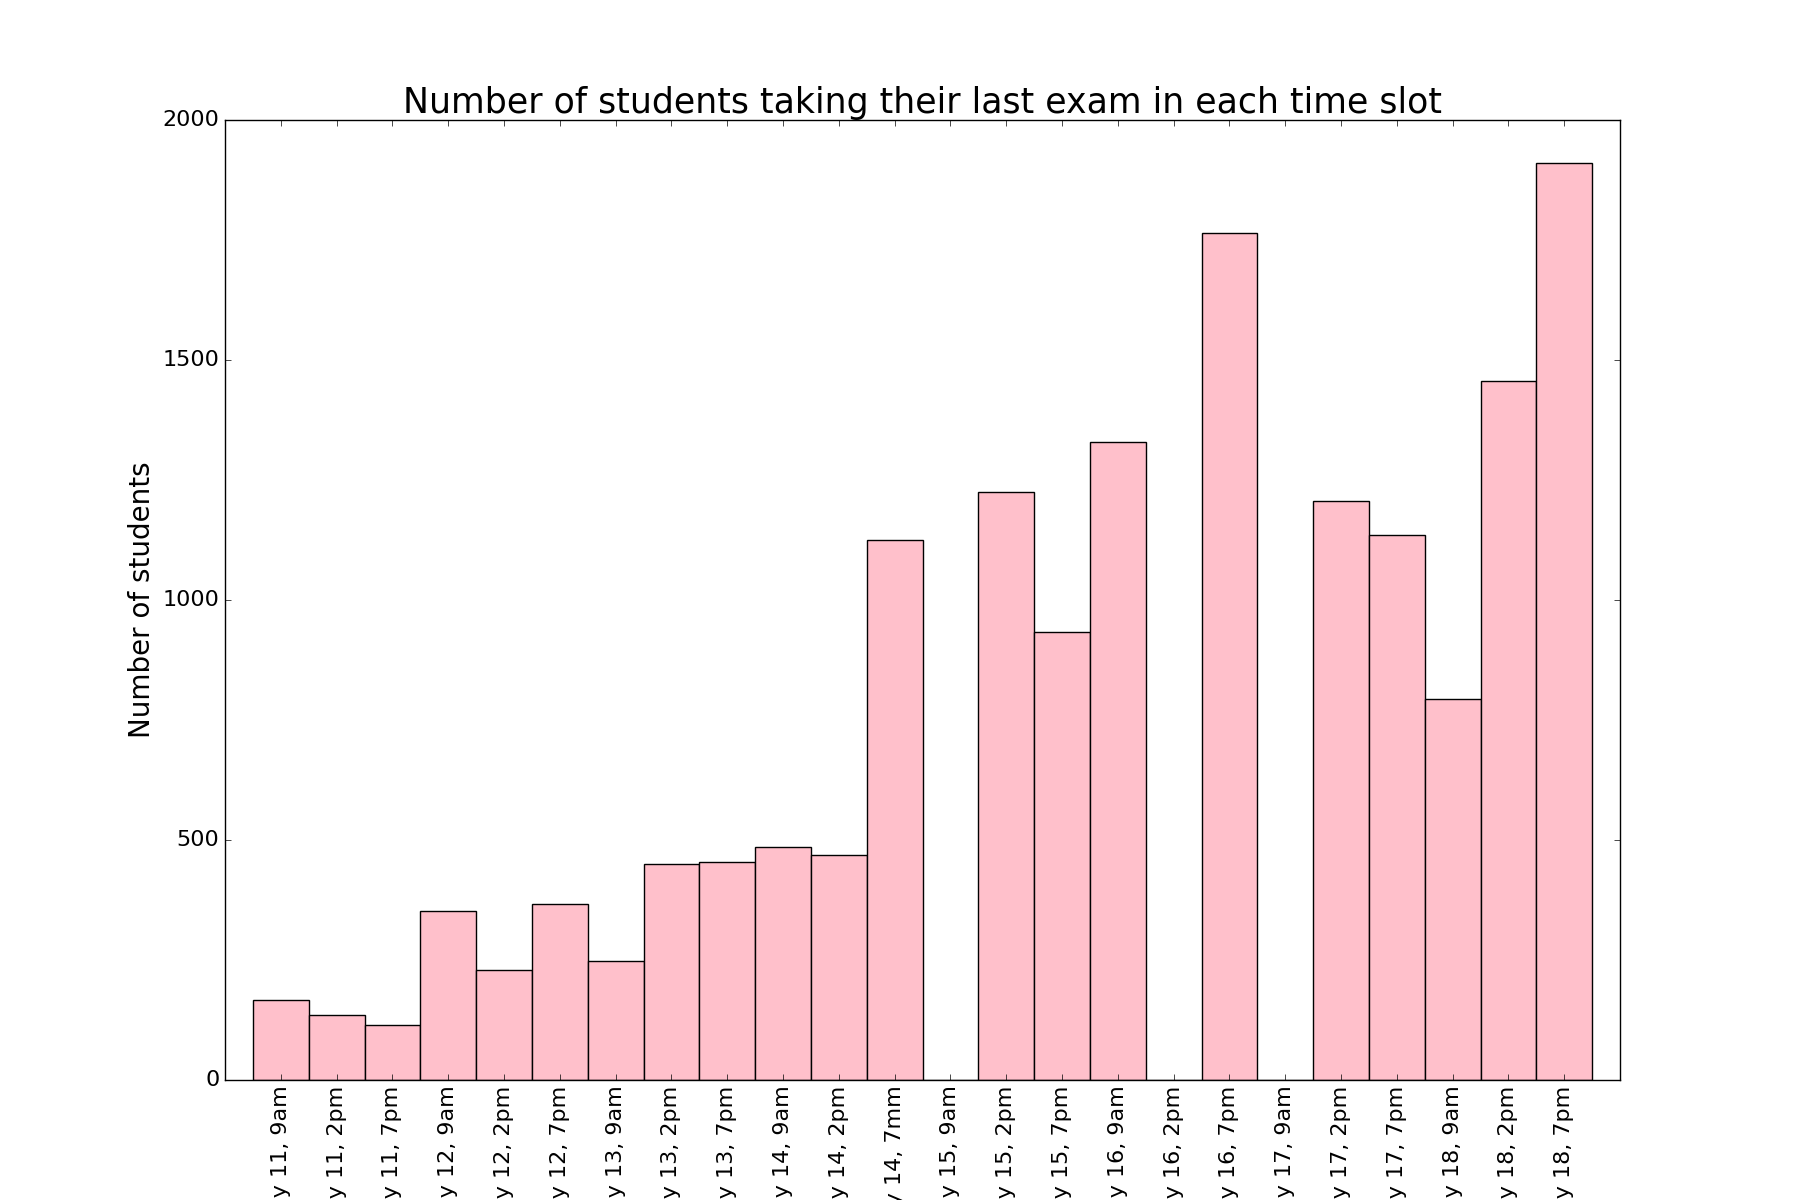 Number of students taking their last exam in each time slot
Number of students
2000
1500
1000
500
0
y 11, 9am
y 11, 2pm
y 11, 7pm
y 12, 9am
y 12, 2pm
y 12, 7pm
y 13, 9am
y 13, 2pm
y 13, 7pm
y 14, 9am
y 14, 2pm
y 14, 7mm
y 15, 9am
y 15, 2pm
y 15, 7pm
y 16, 9am
y 16, 2pm
y 16, 7pm
y 17, 9am
y 17, 2pm
y 17, 7pm
y 18, 9am
y 18, 2pm
y 18, 7pm